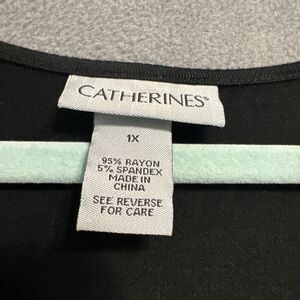 CATHERINES®
1X
95% RAYON
5% SPANDEX
MADE IN
CHINA
SEE REVERSE
FOR CARE